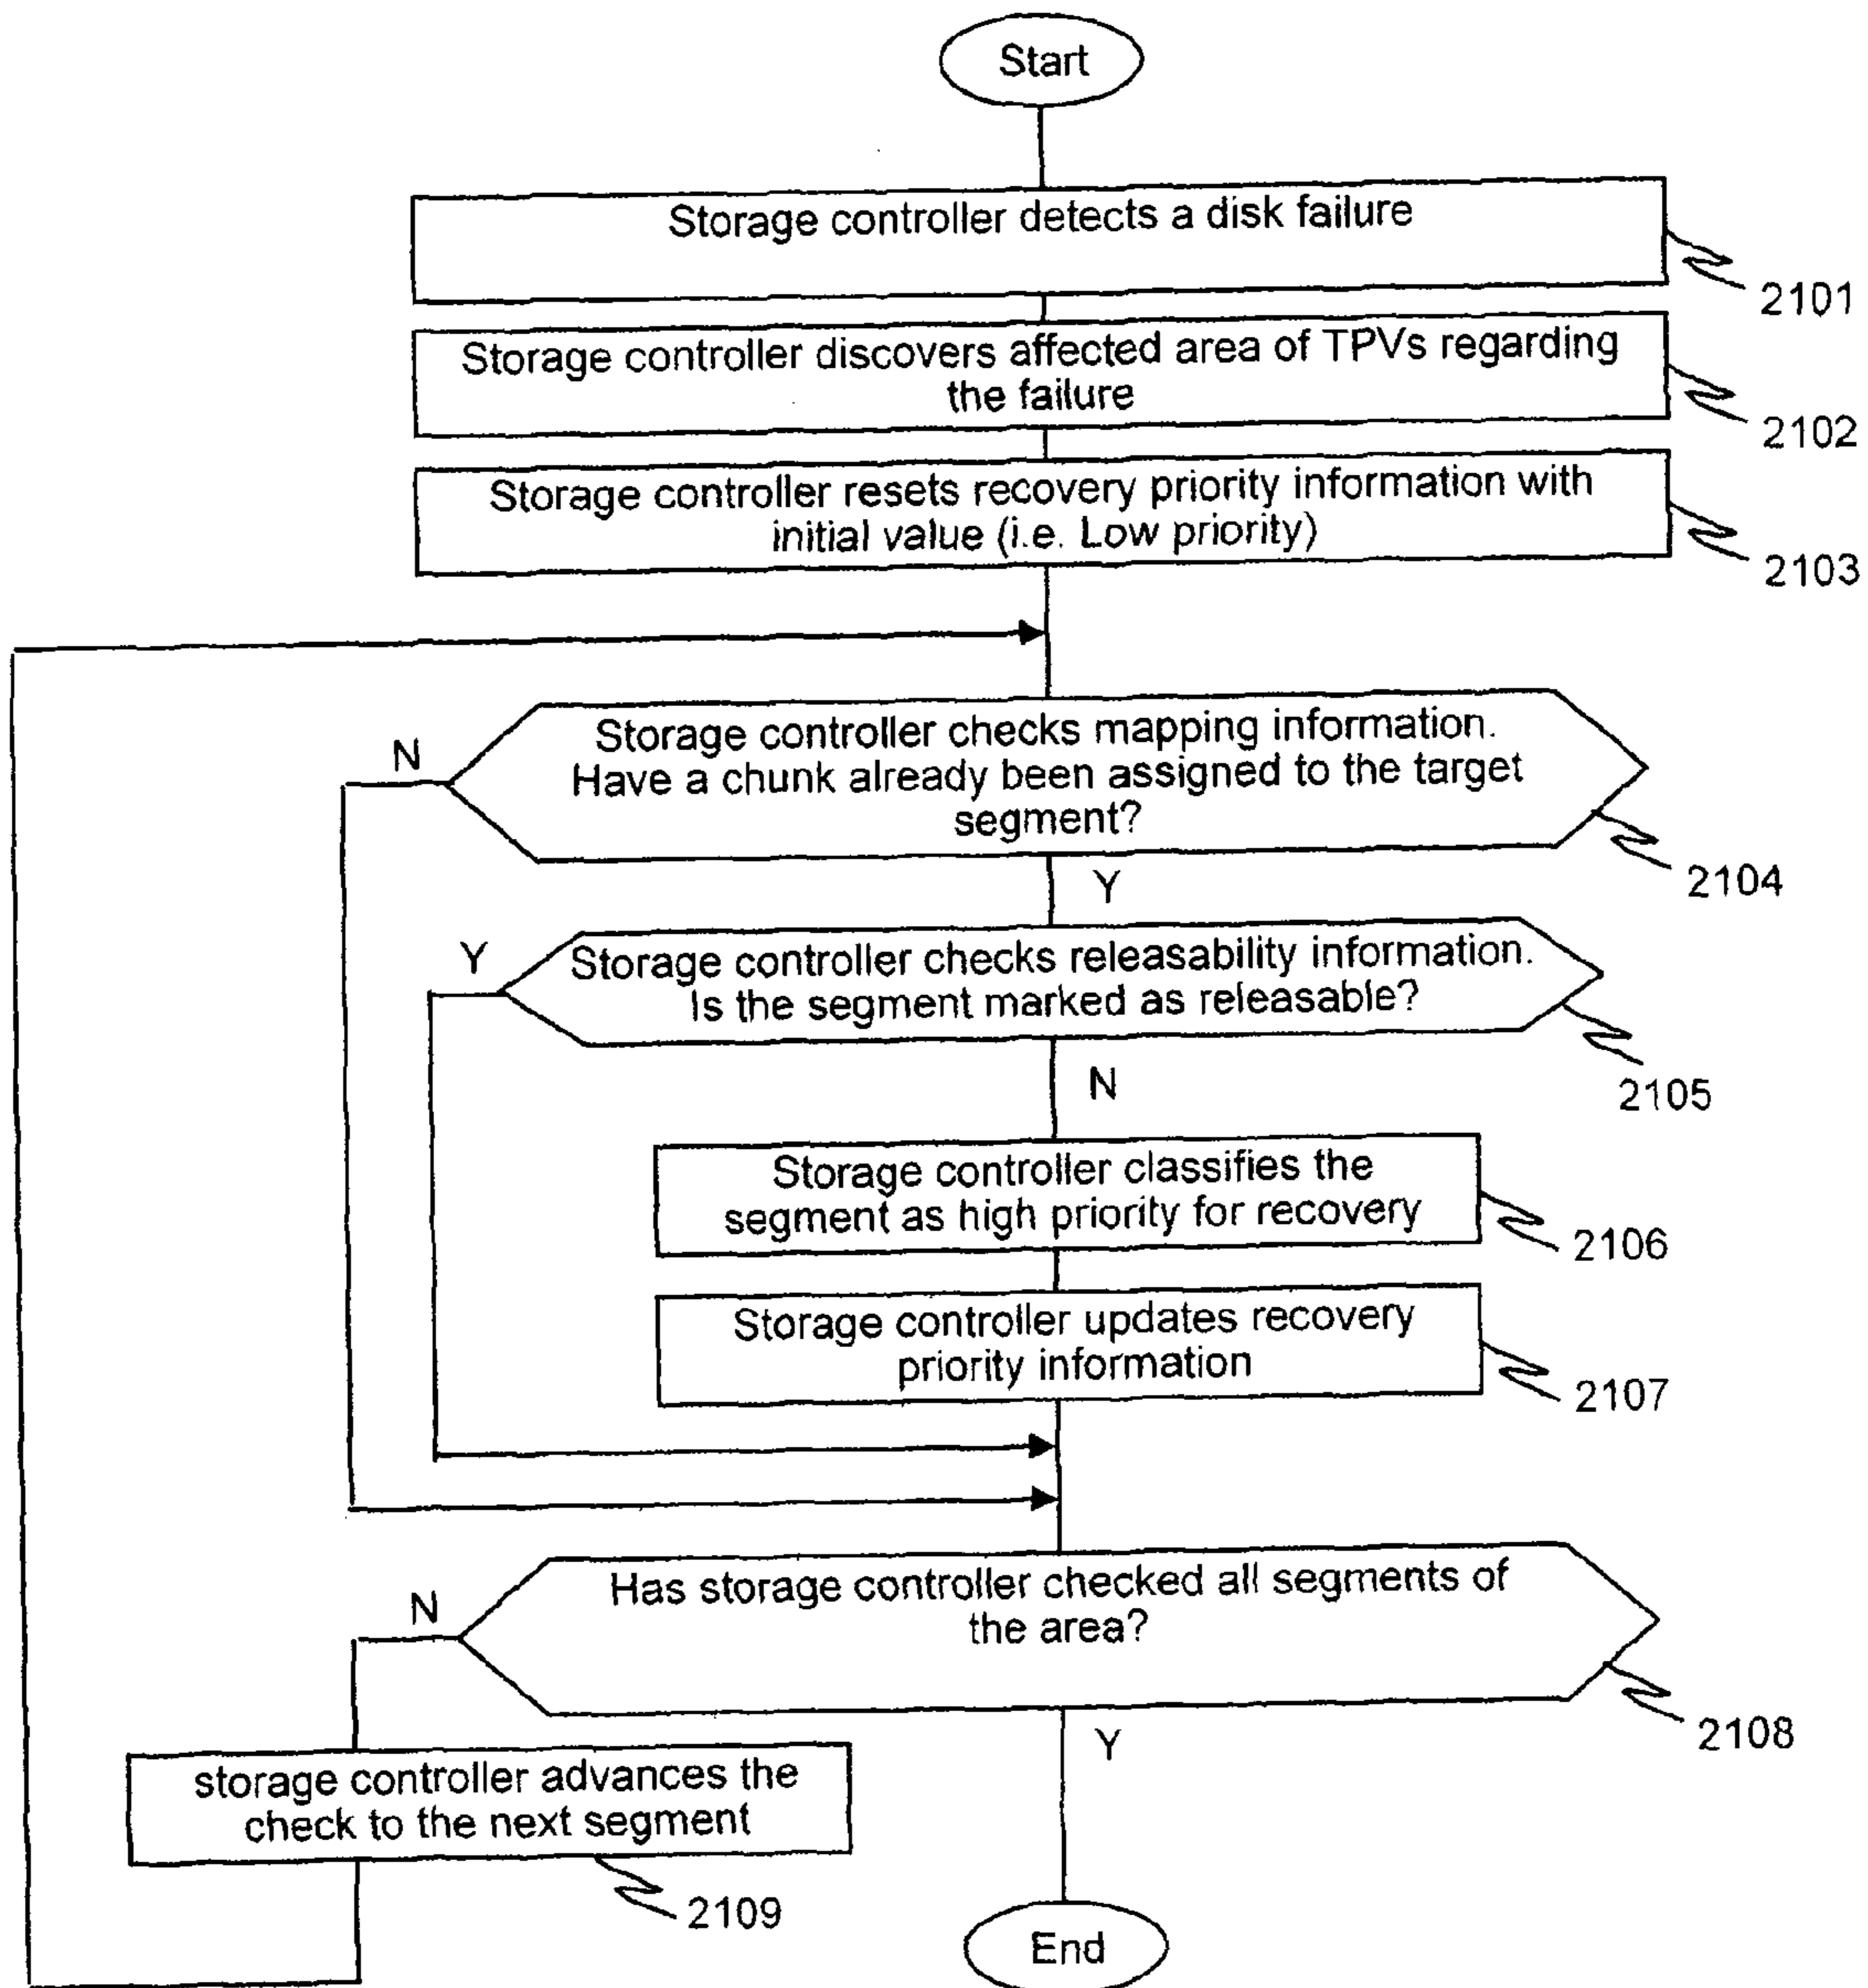 Start
Storage controller detects a disk failure
2101
Storage controller discovers affected area of TPVs regarding
the failure
2102
Storage controller resets recovery priority information with
initial value (i.e. Low priority)
2103
Storage controller checks mapping information.
Have a chunk already been assigned to the target
segment?
N
2104
Y
Storage controller checks releasability information.
Is the segment marked as releasable?
Y
2105
N
Storage controller classifies the
segment as high priority for recovery
2106
Storage controller updates recovery
priority information
2107
Has storage controller checked all segments of
the area?
N
2108
Y
storage controller advances the
check to the next segment
2109
End